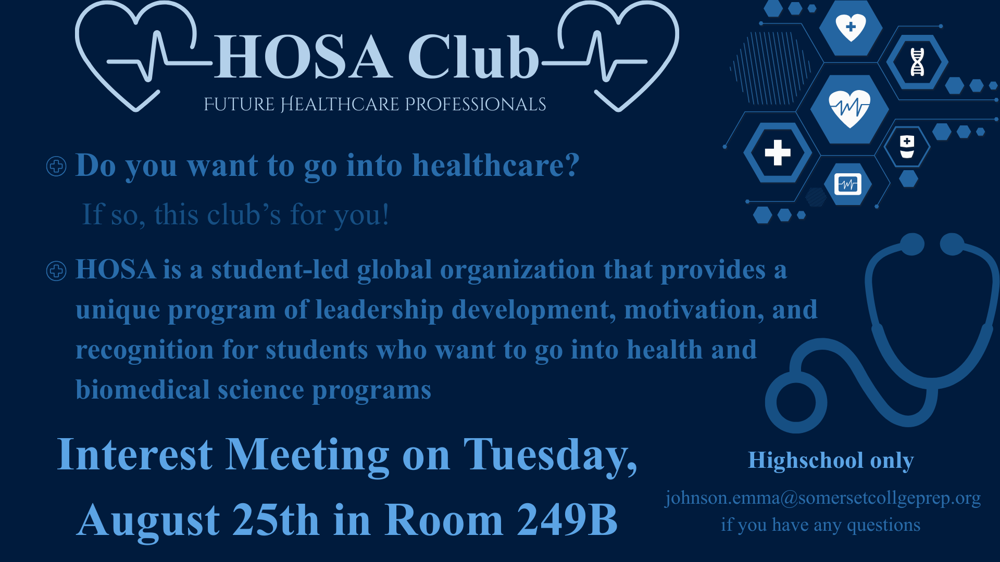 HOSA Club
Future Healthcare Professionals
Do you want to go into healthcare?
If so, this club’s for you!
HOSA is a student-led global organization that provides a
unique program of leadership development, motivation, and
recognition for students who want to go into health and
biomedical science programs
Interest Meeting on Tuesday,
August 25th in Room 249B
Highschool only
johnson.emma@somersetcollgeprep.org
if you have any questions